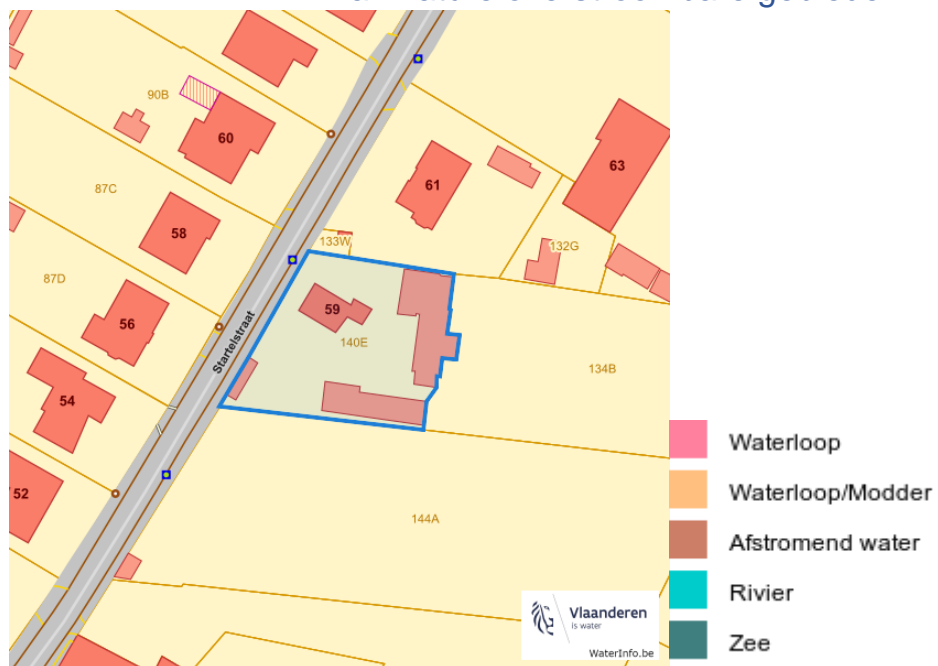 90B
60
87C
58
87D
56
54
52
61
63
133W
132G
59
140E
134B
144A
Startelstraat
Vlaanderen
is water
WaterInfo.be
Waterloop
Waterloop/Modder
Afstromend water
Rivier
Zee